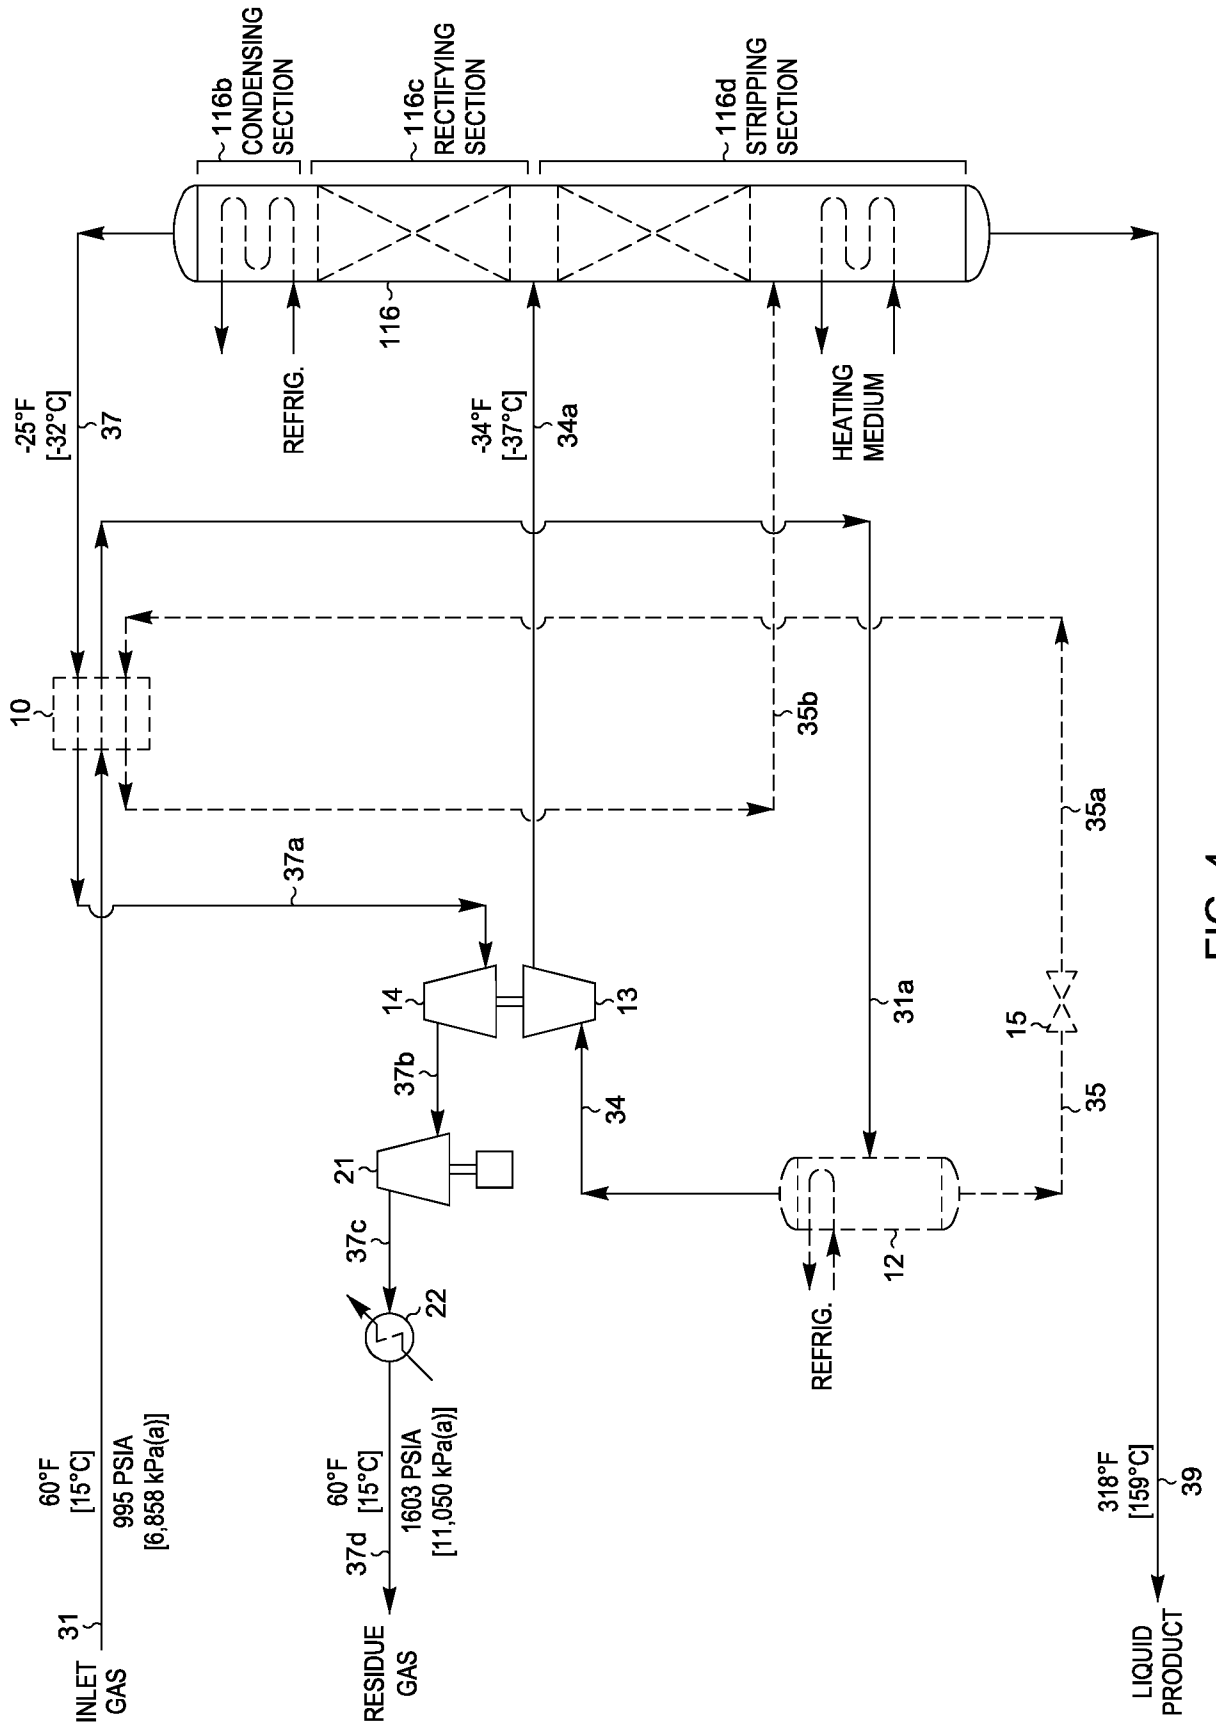 10
-25°F
[-32°C]
37
60°F
[15°C]
31
INLET
GAS
995 PSIA
[6,858 kPa(a)]
116b
CONDENSING
SECTION
37a
REFRIG.
60°F
[15°C]
37d
RESIDUE
GAS
1603 PSIA
[11,050 kPa(a)]
22
37c
21
37b
14
13
116
116c
RECTIFYING
SECTION
-34°F
[-37°C]
34a
34
116d
STRIPPING
SECTION
35b
HEATING
MEDIUM
REFRIG.
12
31a
15
35
35a
318°F
[159°C]
39
LIQUID
PRODUCT
FIG. 4